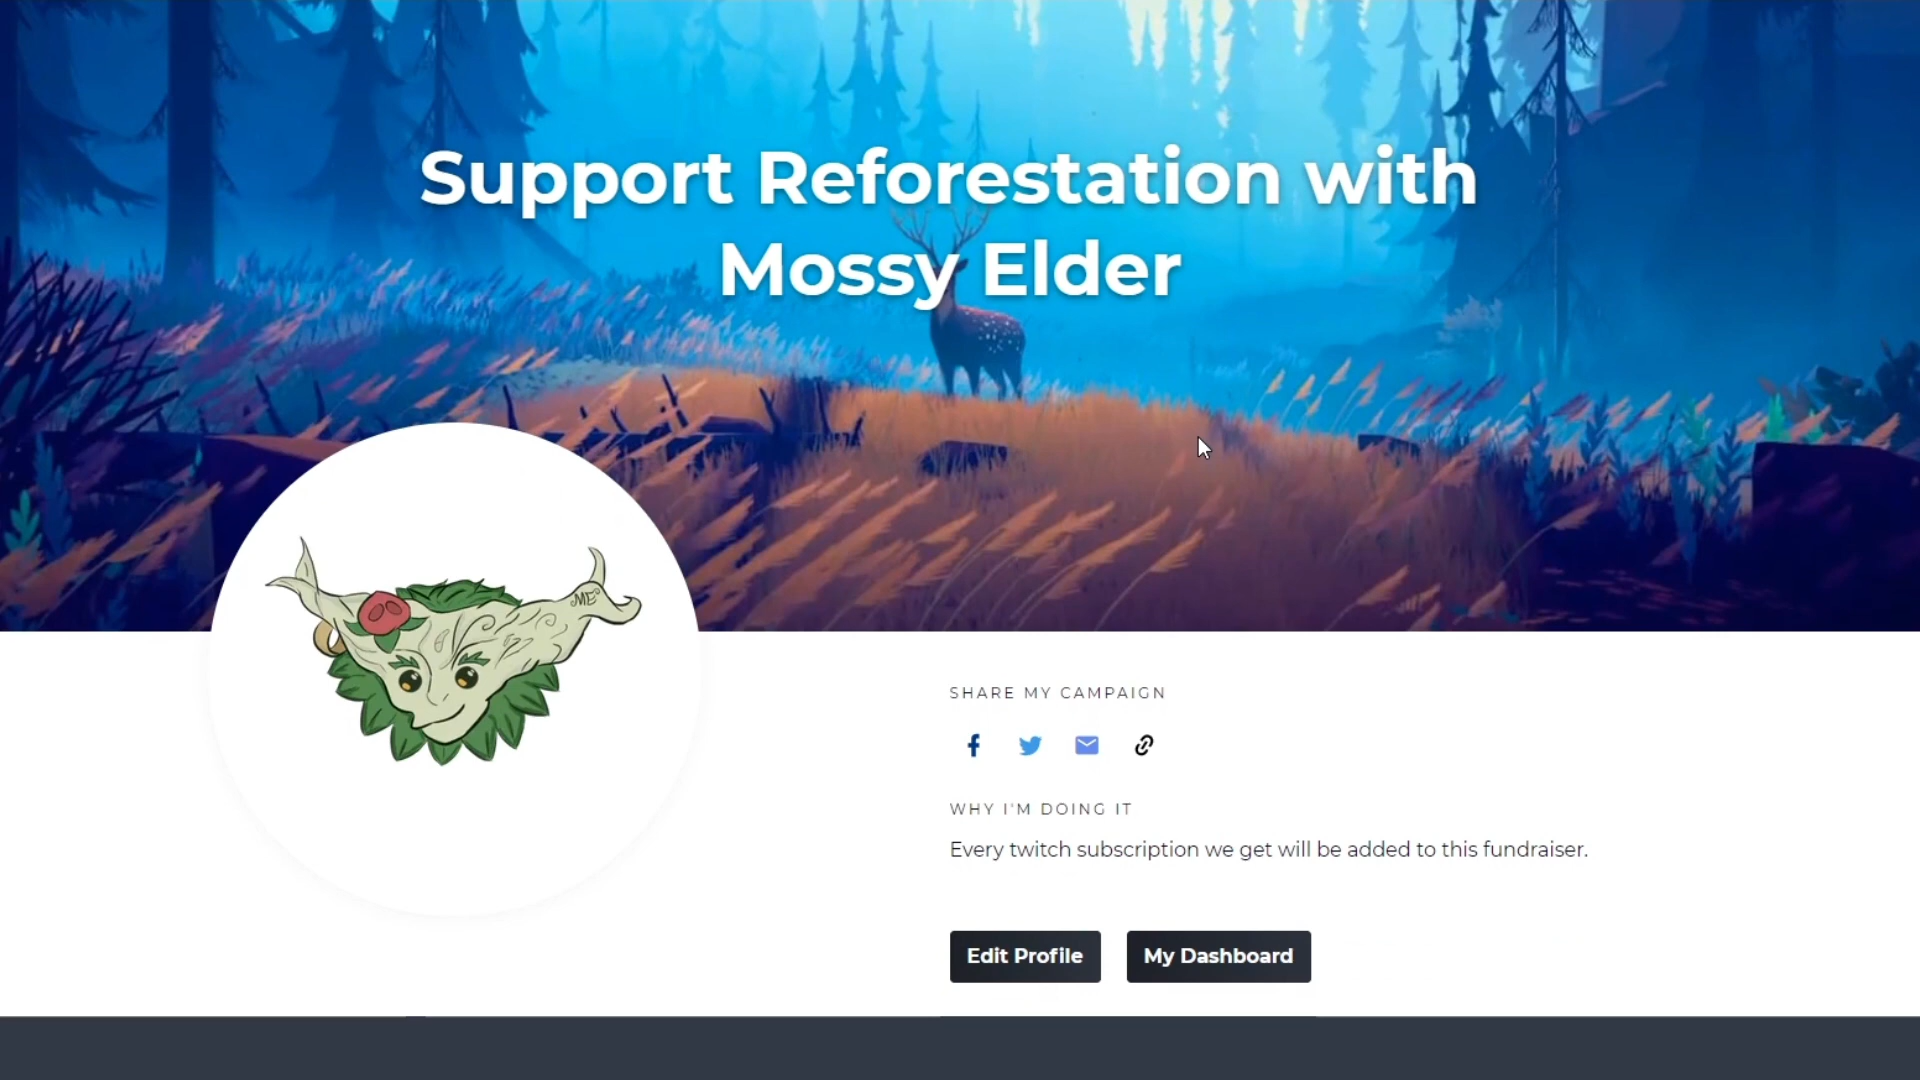 Support Reforestation with
Mossy Elder
ME
SHARE MY CAMPAIGN
WHY I'M DOING IT
Every twitch subscription we get will be added to this fundraiser.
Edit Profile
My Dashboard